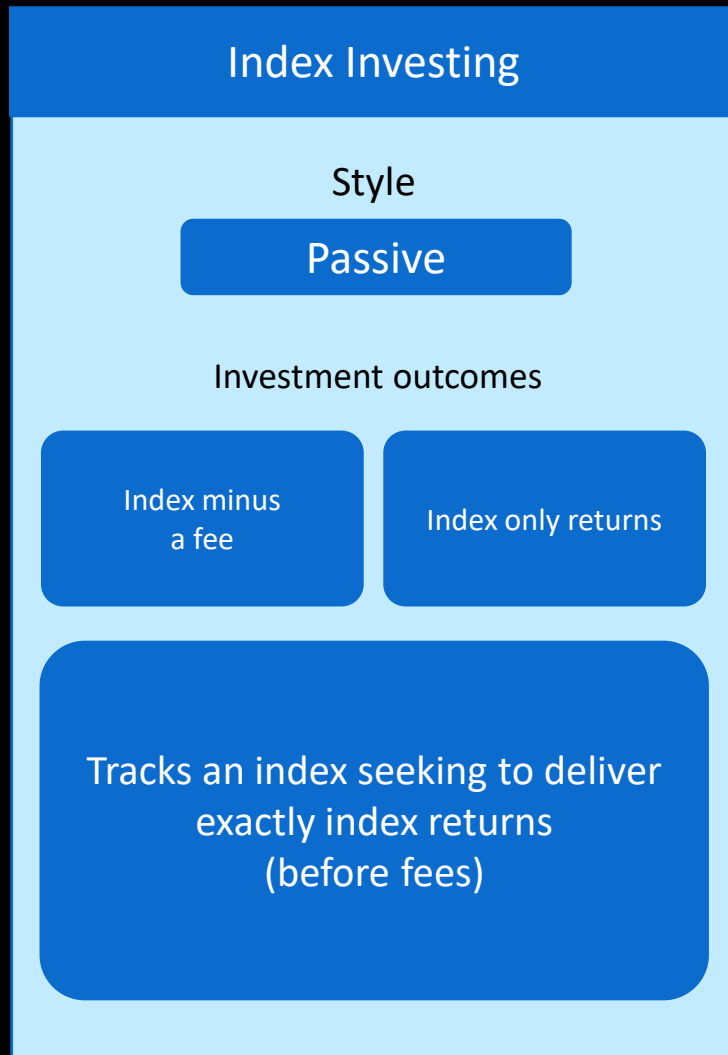 Index Investing
Style
Passive
Investment outcomes
Index minus
a fee
Index only returns
Tracks an index seeking to deliver
exactly index returns
(before fees)